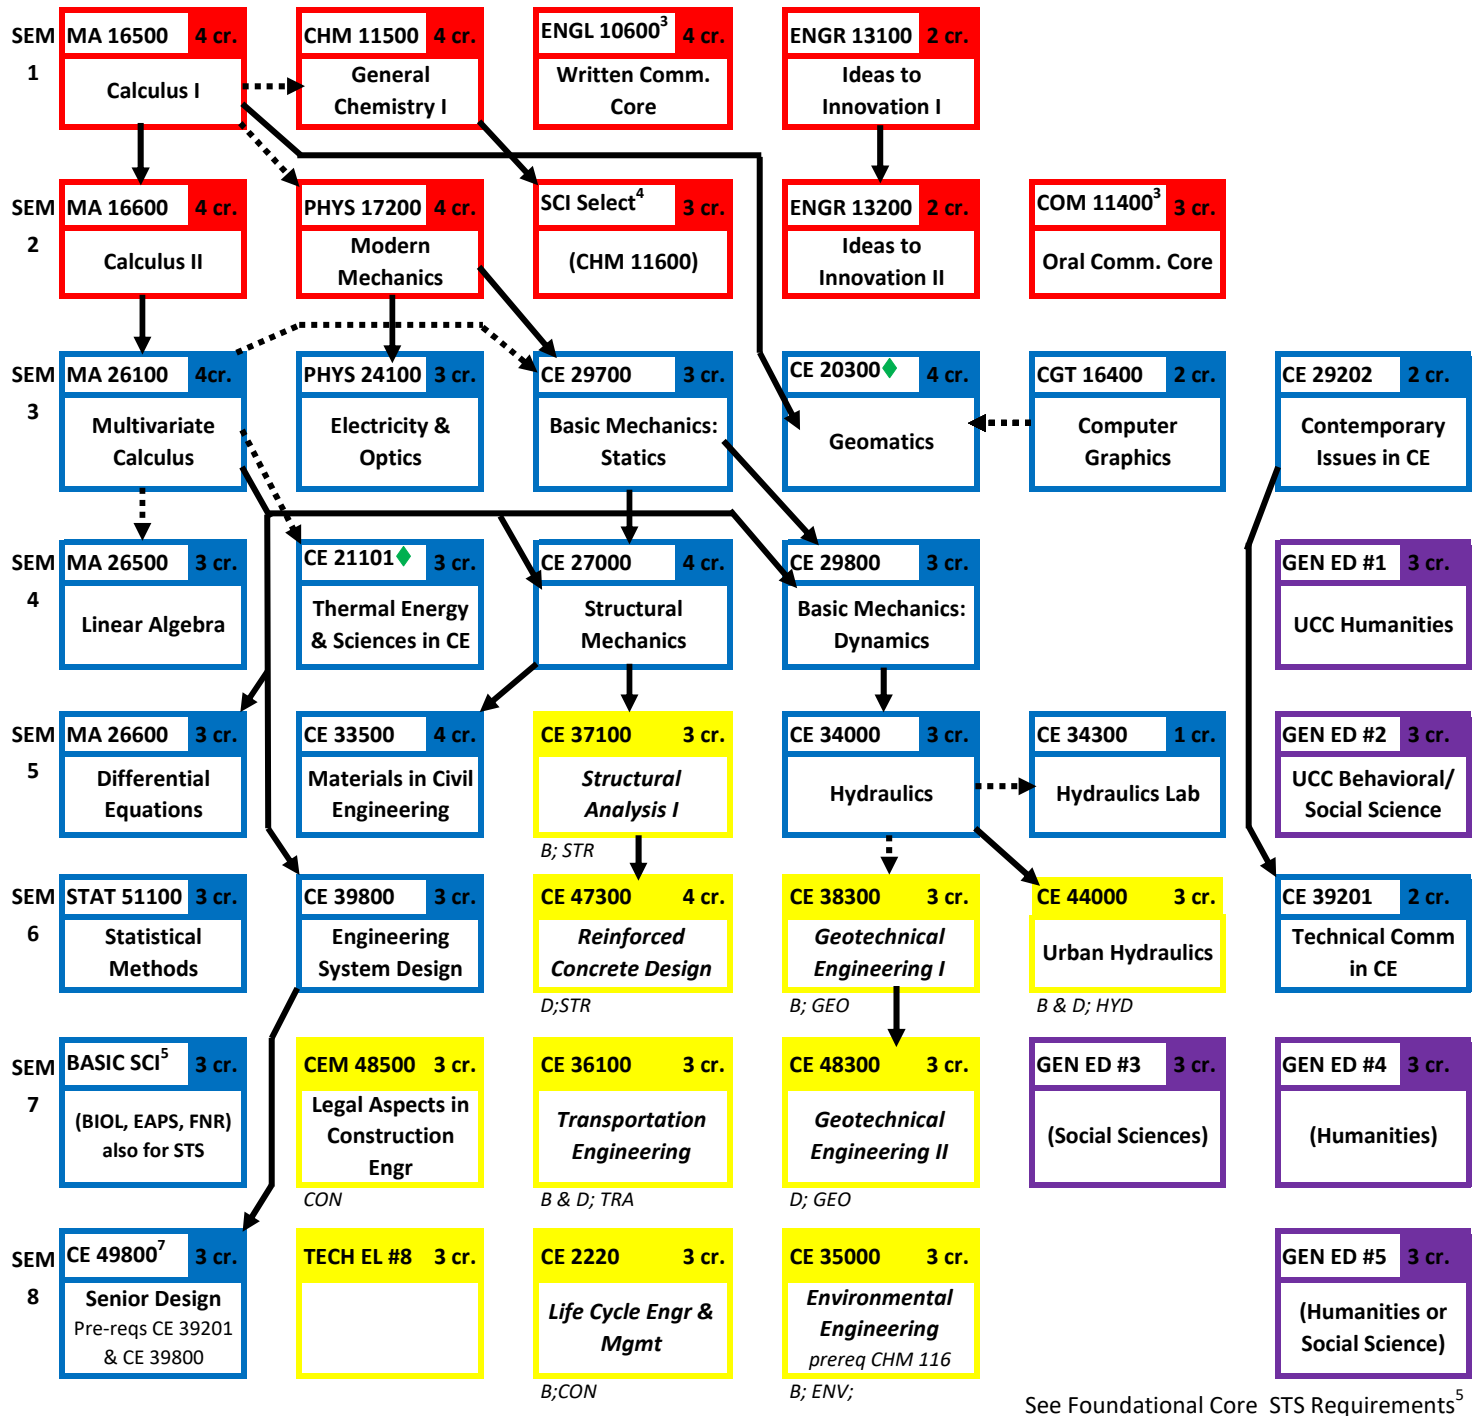 SEM 1
MA 16500 4 cr.
Calculus I
CHM 11500 4 cr.
General
Chemistry I
ENGL 10600³ 4 cr.
Written Comm.
Core
ENGR 13100 2 cr.
Ideas to
Innovation I
SEM 2
MA 16600 4 cr.
Calculus II
PHYS 17200 4 cr.
Modern
Mechanics
SCI Select⁴ 3 cr.
(CHM 11600)
ENGR 13200 2 cr.
Ideas to
Innovation II
COM 11400³ 3 cr.
Oral Comm. Core
SEM 3
MA 26100 4cr.
Multivariate
Calculus
PHYS 24100 3 cr.
Electricity &
Optics
CE 29700 3 cr.
Basic Mechanics:
Statics
CE 20300♦ 4 cr.
Geomatics
CGT 16400 2 cr.
Computer
Graphics
CE 29202 2 cr.
Contemporary
Issues in CE
SEM 4
MA 26500 3 cr.
Linear Algebra
CE 21101♦ 3 cr.
Thermal Energy
& Sciences in CE
CE 27000 4 cr.
Structural
Mechanics
CE 29800 3 cr.
Basic Mechanics:
Dynamics
GEN ED #1 3 cr.
UCC Humanities
SEM 5
MA 26600 3 cr.
Differential
Equations
CE 33500 4 cr.
Materials in Civil
Engineering
CE 37100 3 cr.
Structural
Analysis I
B; STR
CE 34000 3 cr.
Hydraulics
CE 34300 1 cr.
Hydraulics Lab
GEN ED #2 3 cr.
UCC Behavioral/
Social Science
SEM 6
STAT 51100 3 cr.
Statistical
Methods
CE 39800 3 cr.
Engineering
System Design
CE 47300 4 cr.
Reinforced
Concrete Design
D;STR
CE 38300 3 cr.
Geotechnical
Engineering I
B; GEO
CE 44000 3 cr.
Urban Hydraulics
B & D; HYD
CE 39201 2 cr.
Technical Comm
in CE
SEM 7
BASIC SCI⁵ 3 cr.
(BIOL, EAPS, FNR)
also for STS
CEM 48500 3 cr.
Legal Aspects in
Construction
Engr
CON
CE 36100 3 cr.
Transportation
Engineering
B & D; TRA
CE 48300 3 cr.
Geotechnical
Engineering II
D; GEO
GEN ED #3 3 cr.
(Social Sciences)
GEN ED #4 3 cr.
(Humanities)
SEM 8
CE 49800⁷ 3 cr.
Senior Design
Pre-reqs CE 39201
& CE 39800
TECH EL #8 3 cr.
CE 2220 3 cr.
Life Cycle Engr &
Mgmt
B;CON
CE 35000 3 cr.
Environmental
Engineering
prereq CHM 116
B; ENV;
GEN ED #5 3 cr.
(Humanities or
Social Science)
See Foundational Core STS Requirements⁵